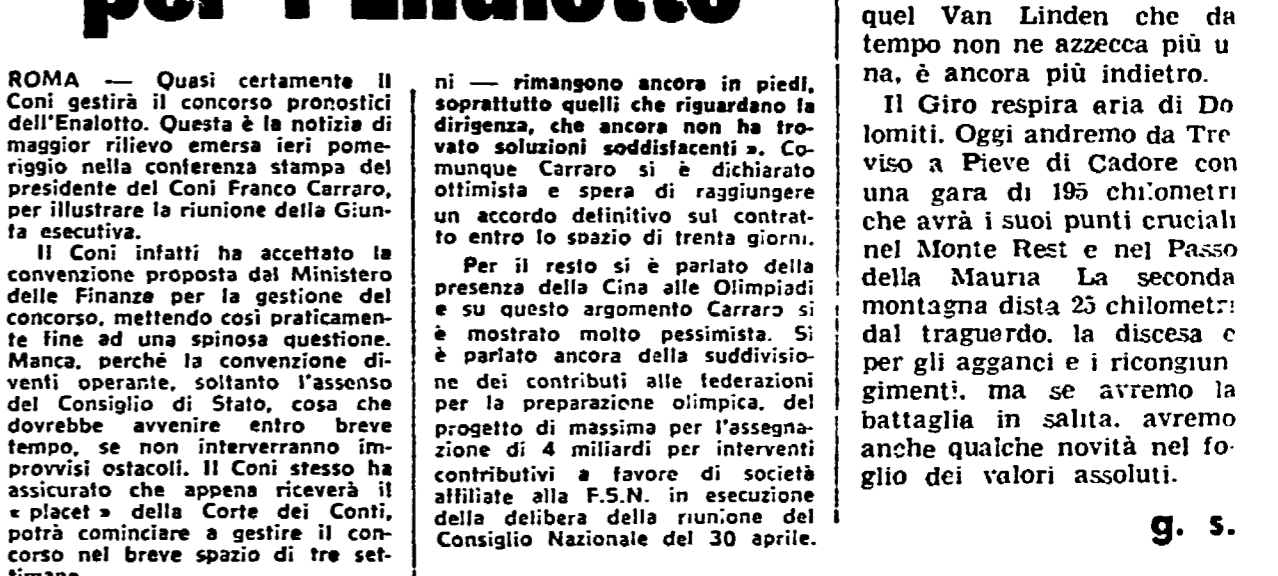 per l'Enalotto
ROMA — Quasi certamente il
Coni gestirà il concorso pronostici
dell'Enalotto. Questa è la notizia di
maggior rilievo emersa ieri pome-
riggio nella conferenza stampa del
presidente del Coni Franco Carraro,
per illustrare la riunione della Giun-
ta esecutiva.
Il Coni infatti ha accettato la
convenzione proposta dal Ministero
delle Finanze per la gestione del
concorso, mettendo così praticamen-
te fine ad una spinosa questione.
Manca, perché la convenzione di-
venti operante, soltanto l'assenso
del Consiglio di Stato, cosa che
dovrebbe avvenire entro breve
tempo, se non interverranno im-
provvisi ostacoli. Il Coni stesso ha
assicurato che appena riceverà il
« placet » della Corte dei Conti,
potrà cominciare a gestire il con-
corso nel breve spazio di tre set-
timane.
ni — rimangono ancora in piedi,
soprattutto quelli che riguardano la
dirigenza, che ancora non ha tro-
vato soluzioni soddisfacenti ». Co-
munque Carraro si è dichiarato
ottimista e spera di raggiungere
un accordo definitivo sul contrat-
to entro lo spazio di trenta giorni.
Per il resto si è parlato della
presenza della Cina alle Olimpiadi
e su questo argomento Carraro si
è mostrato molto pessimista. Si
è parlato ancora della suddivisio-
ne dei contributi alle federazioni
per la preparazione olimpica, del
progetto di massima per l'assegna-
zione di 4 miliardi per interventi
contributivi a favore di società
affiliate alla F.S.N. in esecuzione
della delibera della riunione del
Consiglio Nazionale del 30 aprile.
quel Van Linden che da
tempo non ne azzecca più u
na, è ancora più indietro.
Il Giro respira aria di Do
lomiti. Oggi andremo da Tre
viso a Pieve di Cadore con
una gara di 195 chilometri
che avrà i suoi punti cruciali
nel Monte Rest e nel Passo
della Mauria La seconda
montagna dista 25 chilometri
dal traguardo, la discesa è
per gli agganci e i ricongiun
gimenti, ma se avremo la
battaglia in salita, avremo
anche qualche novità nel fo-
glio dei valori assoluti.
g. s.